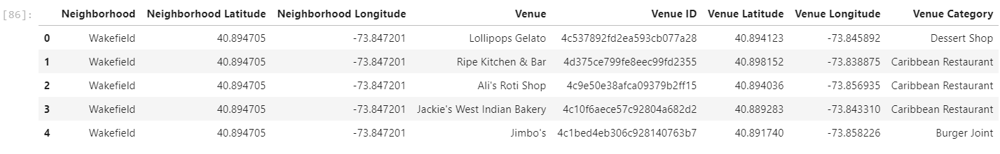 [86]:
Neighborhood Neighborhood Latitude Neighborhood Longitude Venue Venue ID Venue Latitude Venue Longitude Venue Category
0 Wakefield 40.894705 -73.847201 Lollipops Gelato 4c537892fd2ea593cb077a28 40.894123 -73.845892 Dessert Shop
1 Wakefield 40.894705 -73.847201 Ripe Kitchen & Bar 4d375ce799fe8eec99fd2355 40.898152 -73.838875 Caribbean Restaurant
2 Wakefield 40.894705 -73.847201 Ali's Roti Shop 4c9e50e38afca09379b2ff15 40.894036 -73.856935 Caribbean Restaurant
3 Wakefield 40.894705 -73.847201 Jackie's West Indian Bakery 4c10f6aece57c92804a682d2 40.889283 -73.843310 Caribbean Restaurant
4 Wakefield 40.894705 -73.847201 Jimbo's 4c1bed4eb306c928140763b7 40.891740 -73.858226 Burger Joint